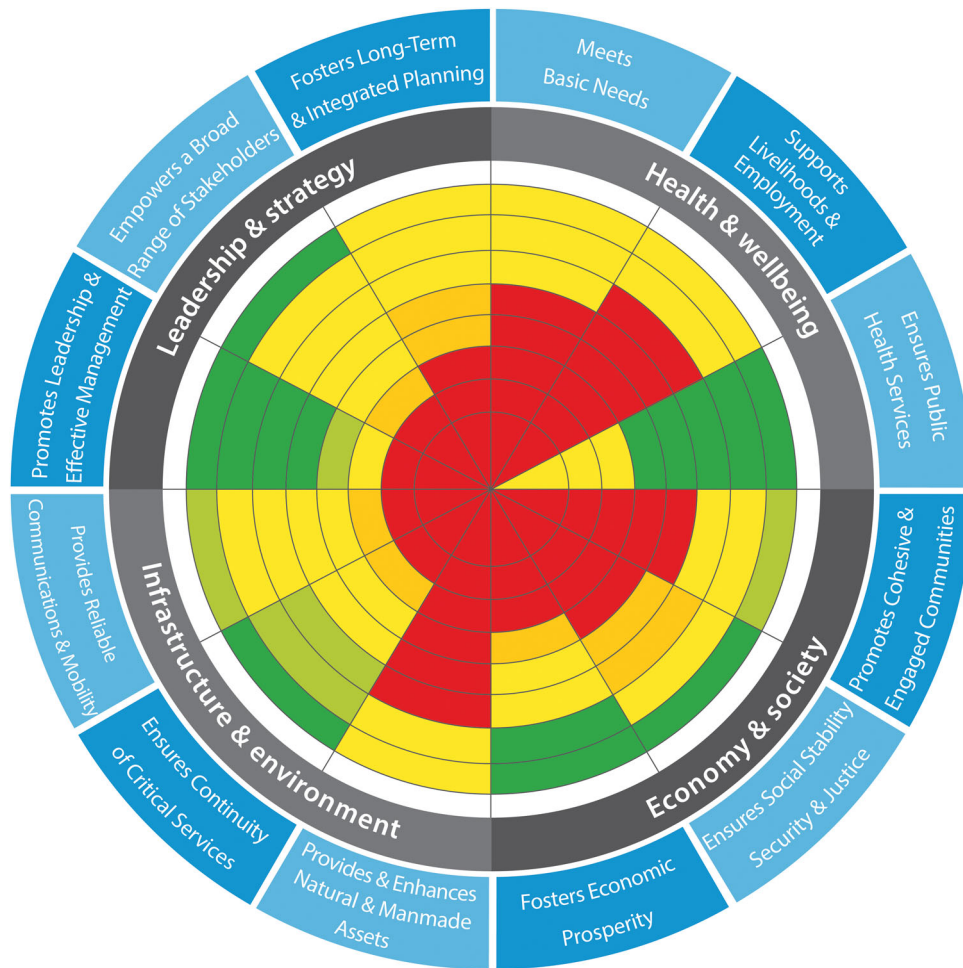 Meets
Basic Needs
Supports
Livelihoods &
Employment
Ensures Public
Health Services
Promotes Cohesive &
Engaged Communities
Ensures Social Stability
Security & Justice
Fosters Economic
Prosperity
Provides & Enhances
Natural & Manmade
Assets
Ensures Continuity
of Critical Services
Provides Reliable
Communications & Mobility
Promotes Leadership &
Effective Management
Empowers a Broad
Range of Stakeholders
Fosters Long-Term
& Integrated Planning
Health & wellbeing
Economy & society
Infrastructure & environment
Leadership & strategy